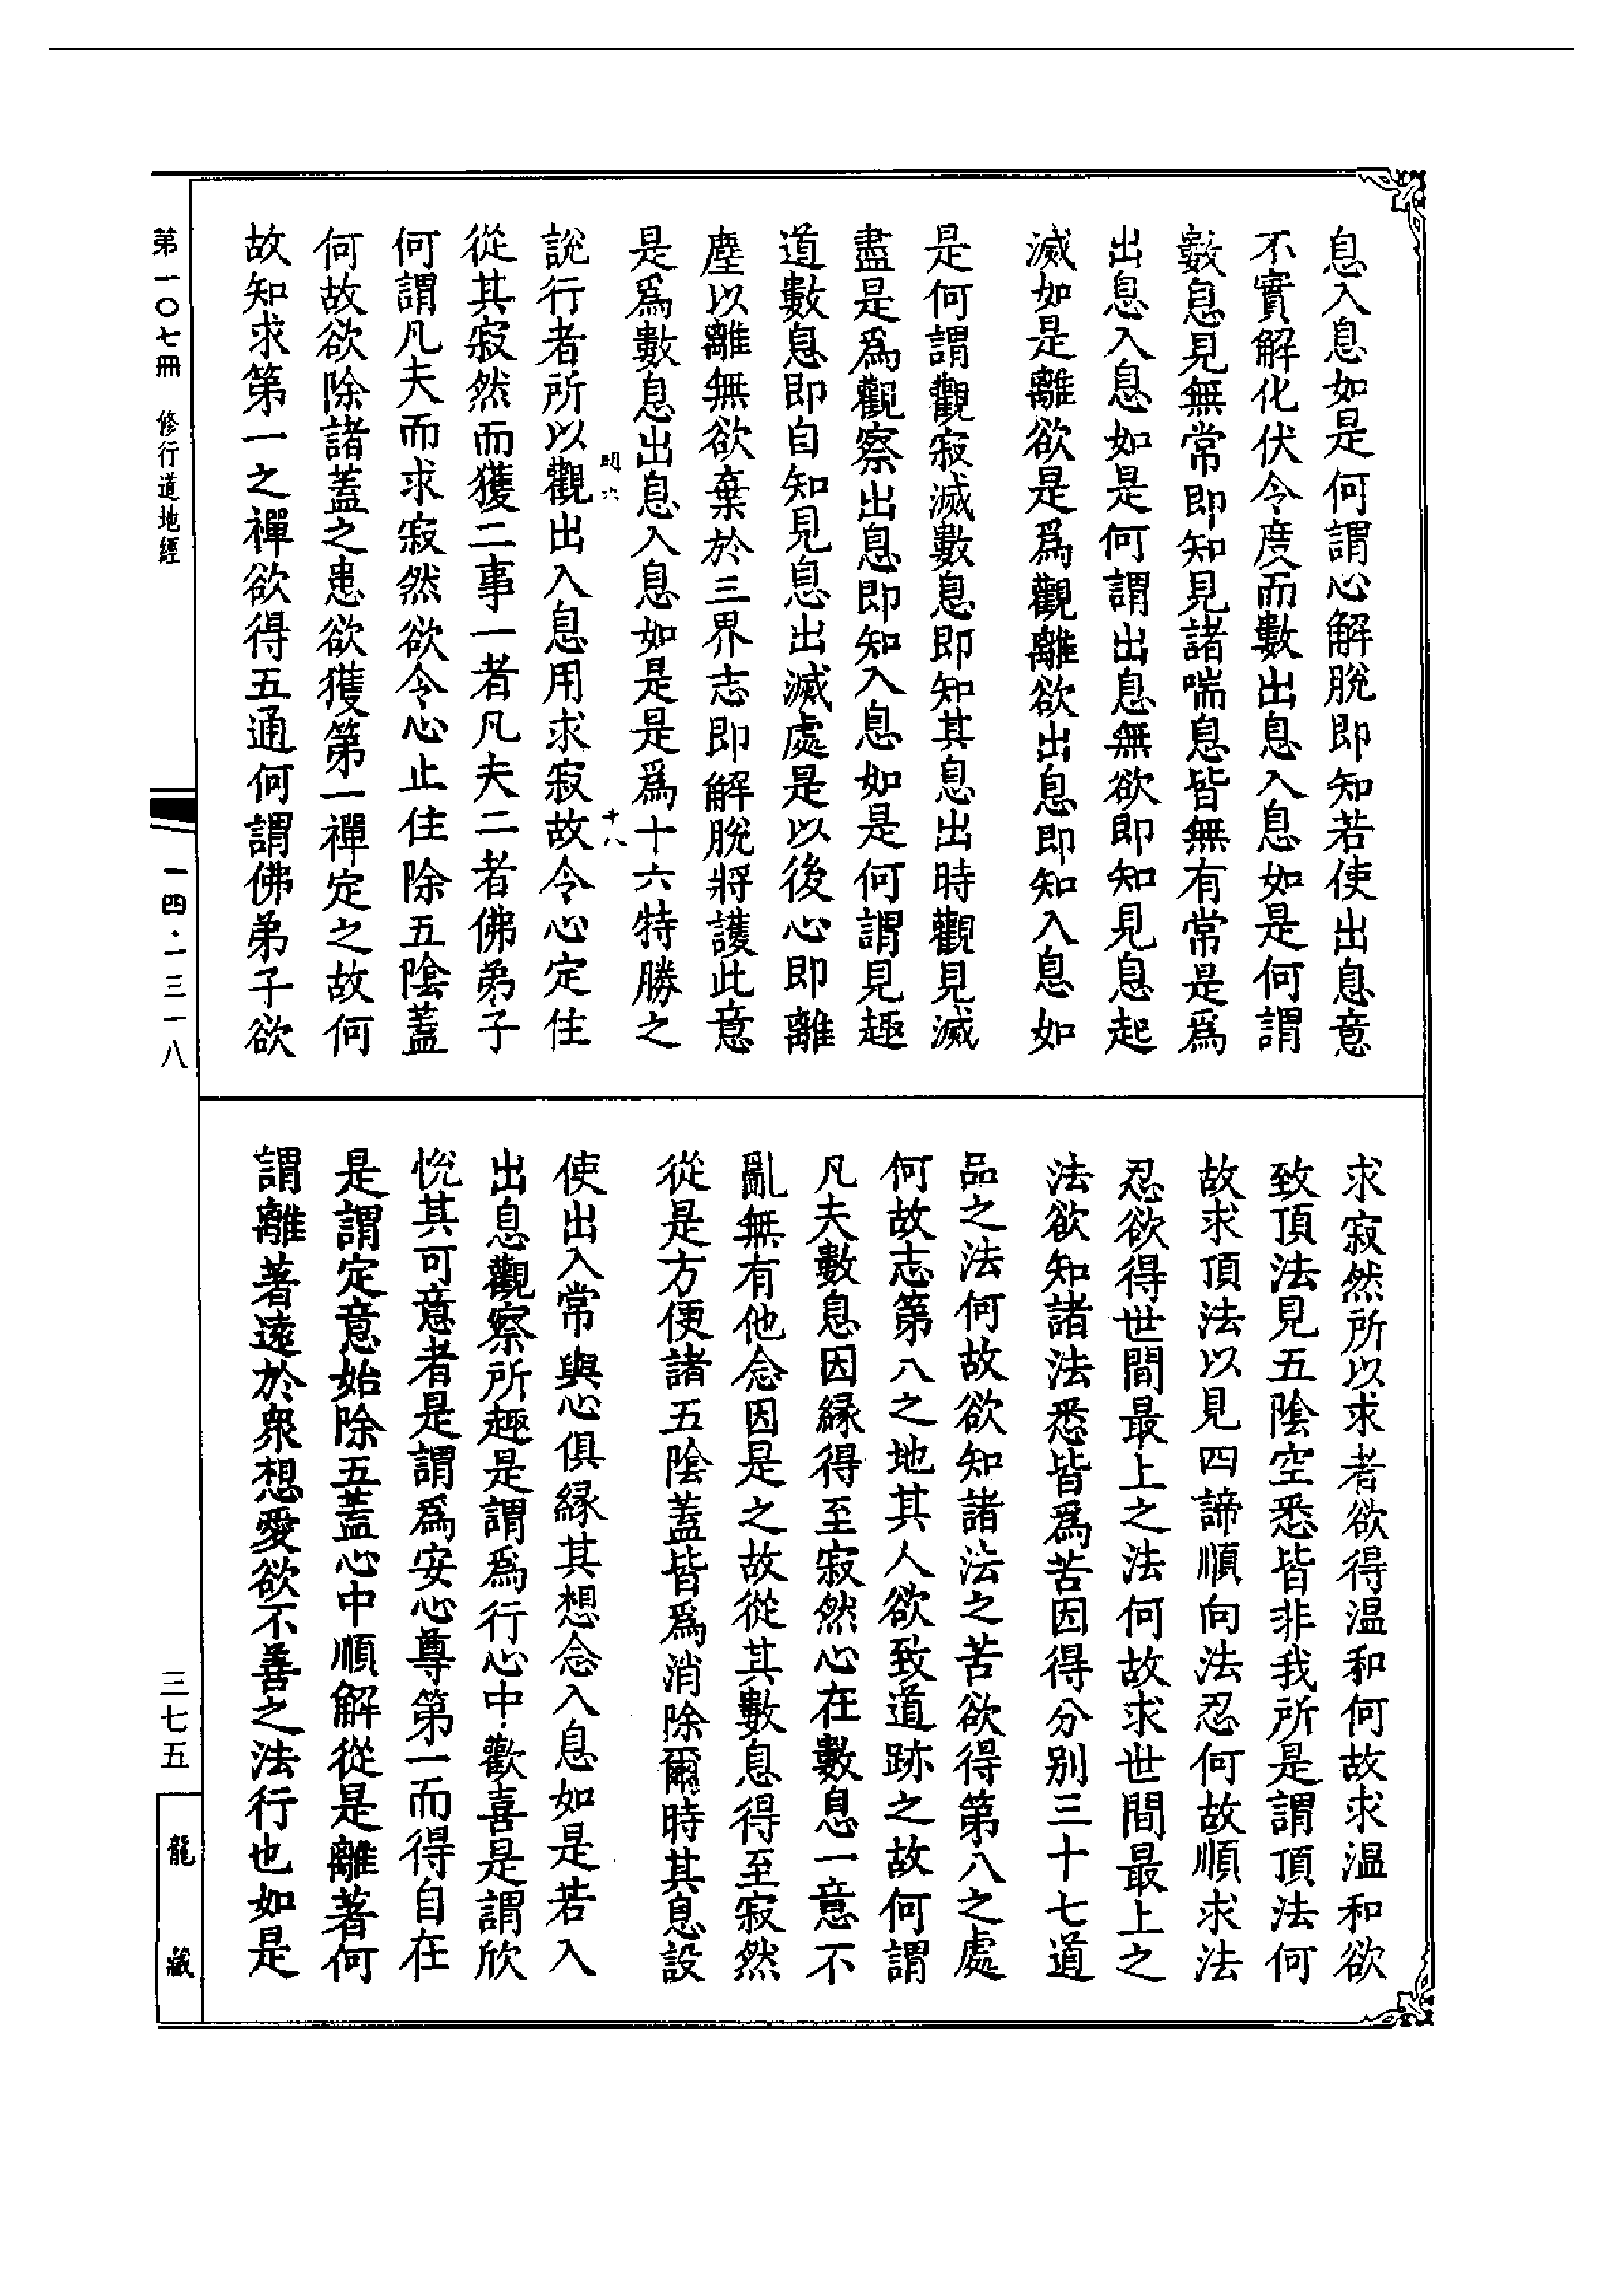 息入息如是何謂心解脫即知若使出息意
不實解化伏令度而數出息入息如是何謂
數息見無常即知見諸喘息皆無有常是爲
出息入息如是何謂出息無欲即知見息起
滅如是離欲是爲觀離欲出息即知入息如
是何謂觀寂滅數息即知其息出時觀見滅
盡是爲觀察出息即知入息如是何謂見趣
道數息即自知見息出滅處是以後心即離
塵以離無欲棄於三界志即解脫將護此意
是爲數息出息入息如是是爲十六特勝之
明六 十八
說行者所以觀出入息用求寂故令心定住
從其寂然而獲二事一者凡夫二者佛弟子
何謂凡夫而求寂然欲令心止住除五陰蓋
何故欲除諸蓋之患欲獲第一禪定之故何
故知求第一之禪欲得五通何謂佛弟子欲
求寂然所以求者欲得温和何故求温和欲
致頂法見五陰空悉皆非我所是謂頂法何
故求頂法以見四諦順向法忍何故順求法
忍欲得世間最上之法何故求世間最上之
法欲知諸法悉皆爲苦因得分别三十七道
品之法何故欲知諸法之苦欲得第八之處
何故志第八之地其人欲致道跡之故何謂
凡夫數息因緣得至寂然心在數息一意不
亂無有他念因是之故從其數息得至寂然
從是方便諸五陰蓋皆爲消除爾時其息設
使出入常與心俱緣其想念入息如是若入
出息觀察所趣是謂爲行心中歡喜是謂欣
悅其可意者是謂爲安心尊第一而得自在
是謂定意始除五蓋心中順解從是離著何
謂離著遠於衆想愛欲不善之法行也如是
第一〇七冊 修行道地經
一四·一三一八
三七五
龍藏